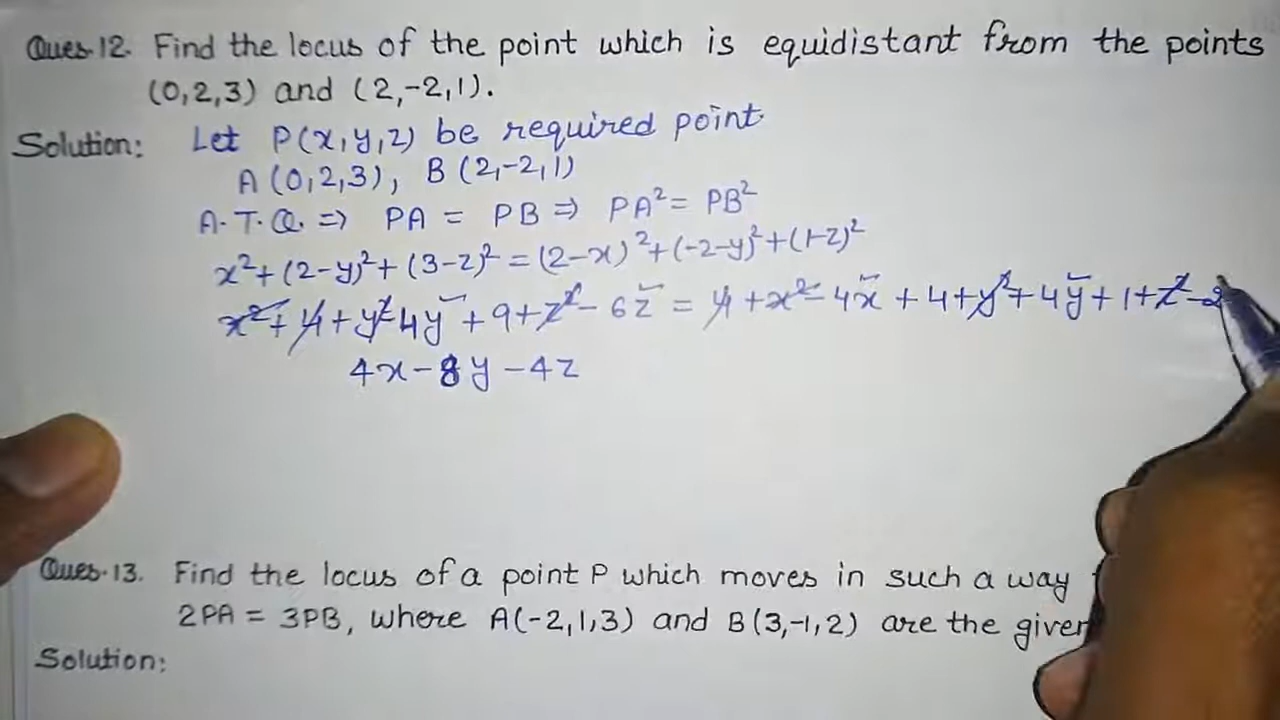 Ques.12. Find the locus of the point which is equidistant from the points
(0,2,3) and (2,-2,1).
Solution: Let P(x,y,z) be required point.
A(0,2,3), B(2,-2,1)
A.T.Q. => PA = PB => PA² = PB²
x²+(2-y)²+(3-z)² = (2-x)²+(-2-y)²+(1-z)²
x²+4+y²-4y+9+z²-6z = 4+x²-4x+4+y²+4y+1+z²-2
4x-8y-4z
Ques.13. Find the locus of a point P which moves in such a way
2PA = 3PB, where A(-2,1,3) and B(3,-1,2) are the given
Solution: